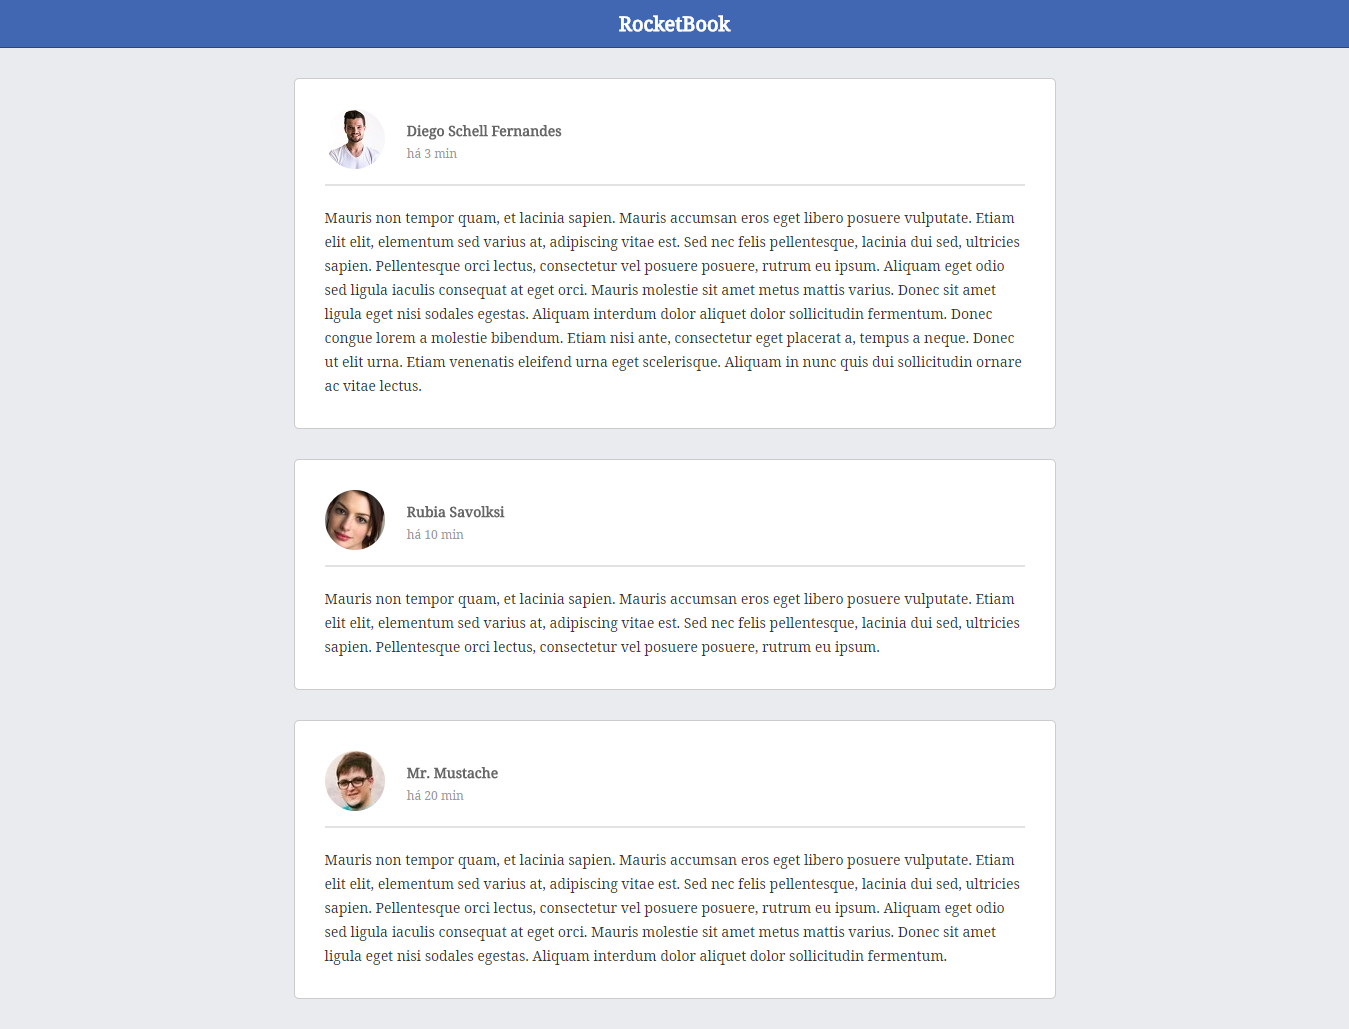 RocketBook
Diego Schell Fernandes
há 3 min
Mauris non tempor quam, et lacinia sapien. Mauris accumsan eros eget libero posuere vulputate. Etiam
elit elit, elementum sed varius at, adipiscing vitae est. Sed nec felis pellentesque, lacinia dui sed, ultricies
sapien. Pellentesque orci lectus, consectetur vel posuere posuere, rutrum eu ipsum. Aliquam eget odio
sed ligula iaculis consequat at eget orci. Mauris molestie sit amet metus mattis varius. Donec sit amet
ligula eget nisi sodales egestas. Aliquam interdum dolor aliquet dolor sollicitudin fermentum. Donec
congue lorem a molestie bibendum. Etiam nisi ante, consectetur eget placerat a, tempus a neque. Donec
ut elit urna. Etiam venenatis eleifend urna eget scelerisque. Aliquam in nunc quis dui sollicitudin ornare
ac vitae lectus.
Rubia Savolksi
há 10 min
Mauris non tempor quam, et lacinia sapien. Mauris accumsan eros eget libero posuere vulputate. Etiam
elit elit, elementum sed varius at, adipiscing vitae est. Sed nec felis pellentesque, lacinia dui sed, ultricies
sapien. Pellentesque orci lectus, consectetur vel posuere posuere, rutrum eu ipsum.
Mr. Mustache
há 20 min
Mauris non tempor quam, et lacinia sapien. Mauris accumsan eros eget libero posuere vulputate. Etiam
elit elit, elementum sed varius at, adipiscing vitae est. Sed nec felis pellentesque, lacinia dui sed, ultricies
sapien. Pellentesque orci lectus, consectetur vel posuere posuere, rutrum eu ipsum. Aliquam eget odio
sed ligula iaculis consequat at eget orci. Mauris molestie sit amet metus mattis varius. Donec sit amet
ligula eget nisi sodales egestas. Aliquam interdum dolor aliquet dolor sollicitudin fermentum.